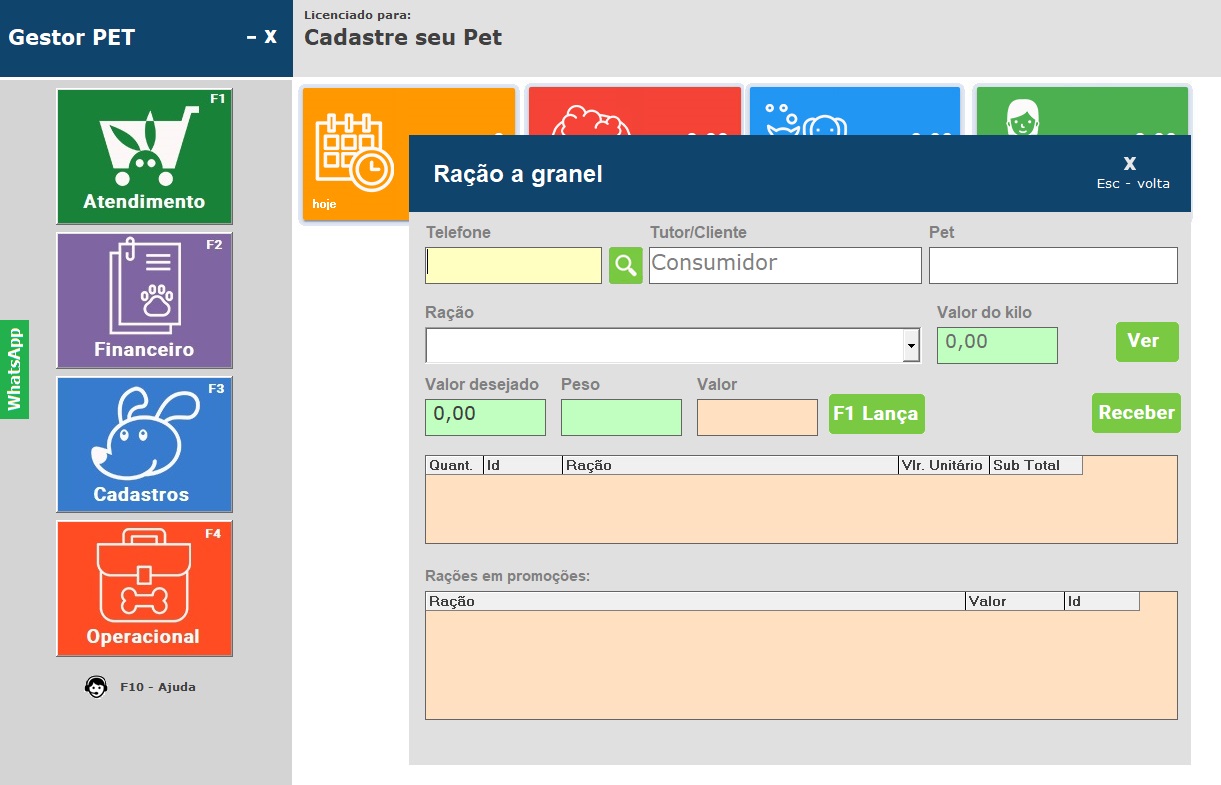 Gestor PET - X
Licenciado para:
Cadastre seu Pet
F1
Atendimento
F2
Financeiro
WhatsApp
F3
Cadastros
F4
Operacional
F10 - Ajuda
hoje
Ração a granel
X
Esc - volta
Telefone Tutor/Cliente Pet
Consumidor
Ração Valor do kilo
0,00 Ver
Valor desejado Peso Valor
0,00 F1 Lança Receber
Quant. Id Ração Vlr. Unitário Sub Total
Rações em promoções:
Ração Valor Id